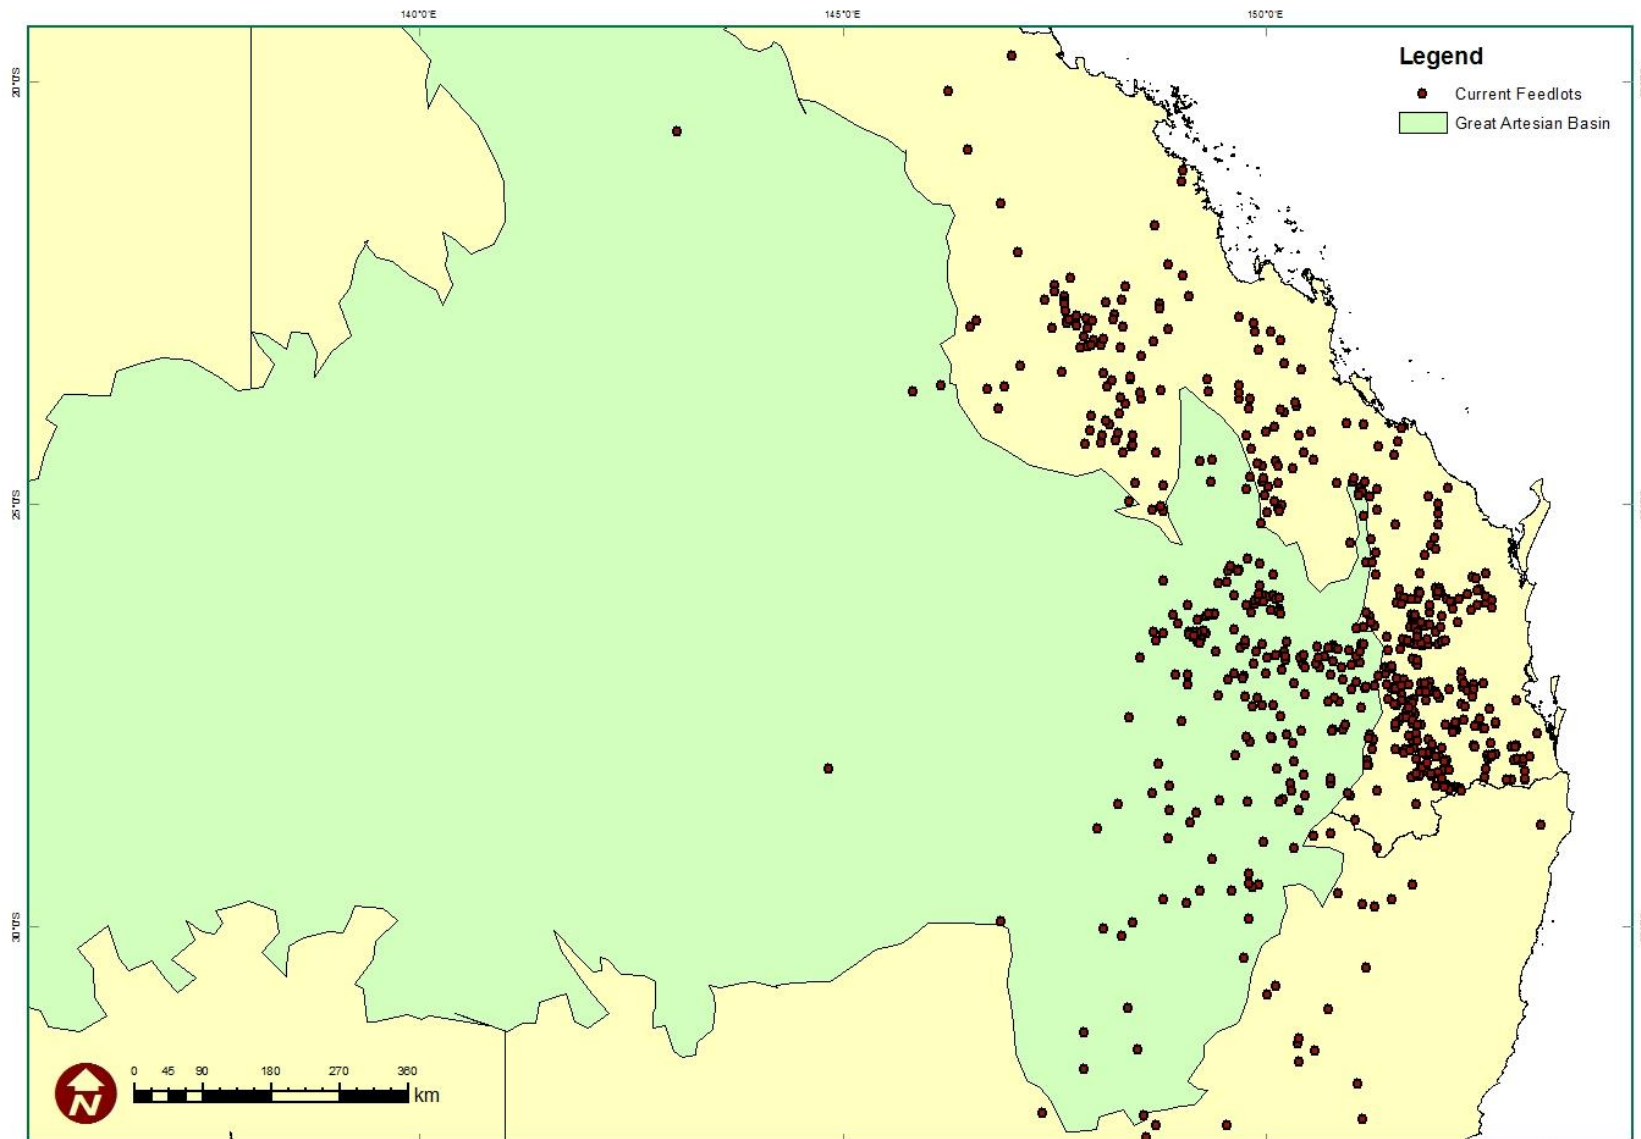 140°0'E 145°0'E 150°0'E
Legend
Current Feedlots
Great Artesian Basin
20°0'S
25°0'S
30°0'S
N
0 45 90 180 270 360
km